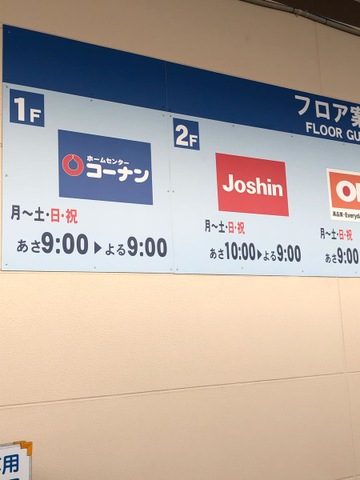 フロア案
FLOOR GU
1F
ホームセンター
コーナン
月〜土・日・祝
あさ9:00▶よる9:00
2F
Joshin
月〜土・日・祝
あさ10:00▶よる9:00
月〜土・日・祝
あさ9:00
専用